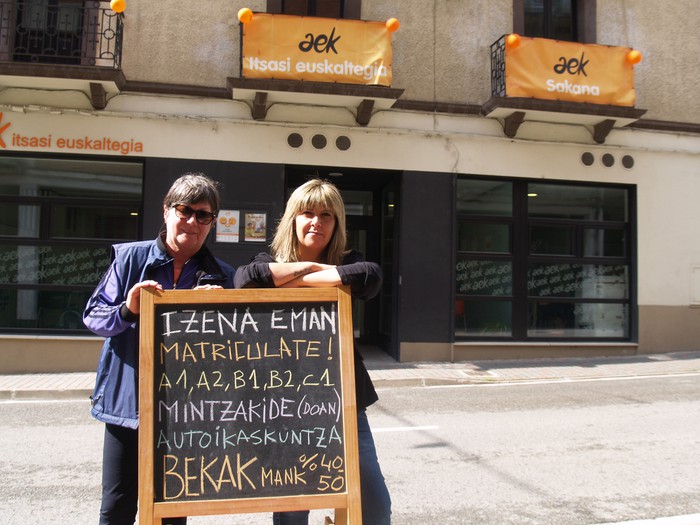 aek
Itsasi euskaltegia
aek
Sakana
k itsasi euskaltegia
IZENA EMAN
MATRICULATE!
A1, A2, B1, B2, C1
MINTZAKIDE (DOAN)
AUTOIKASKUNTZA
BEKAK MANK %40-50